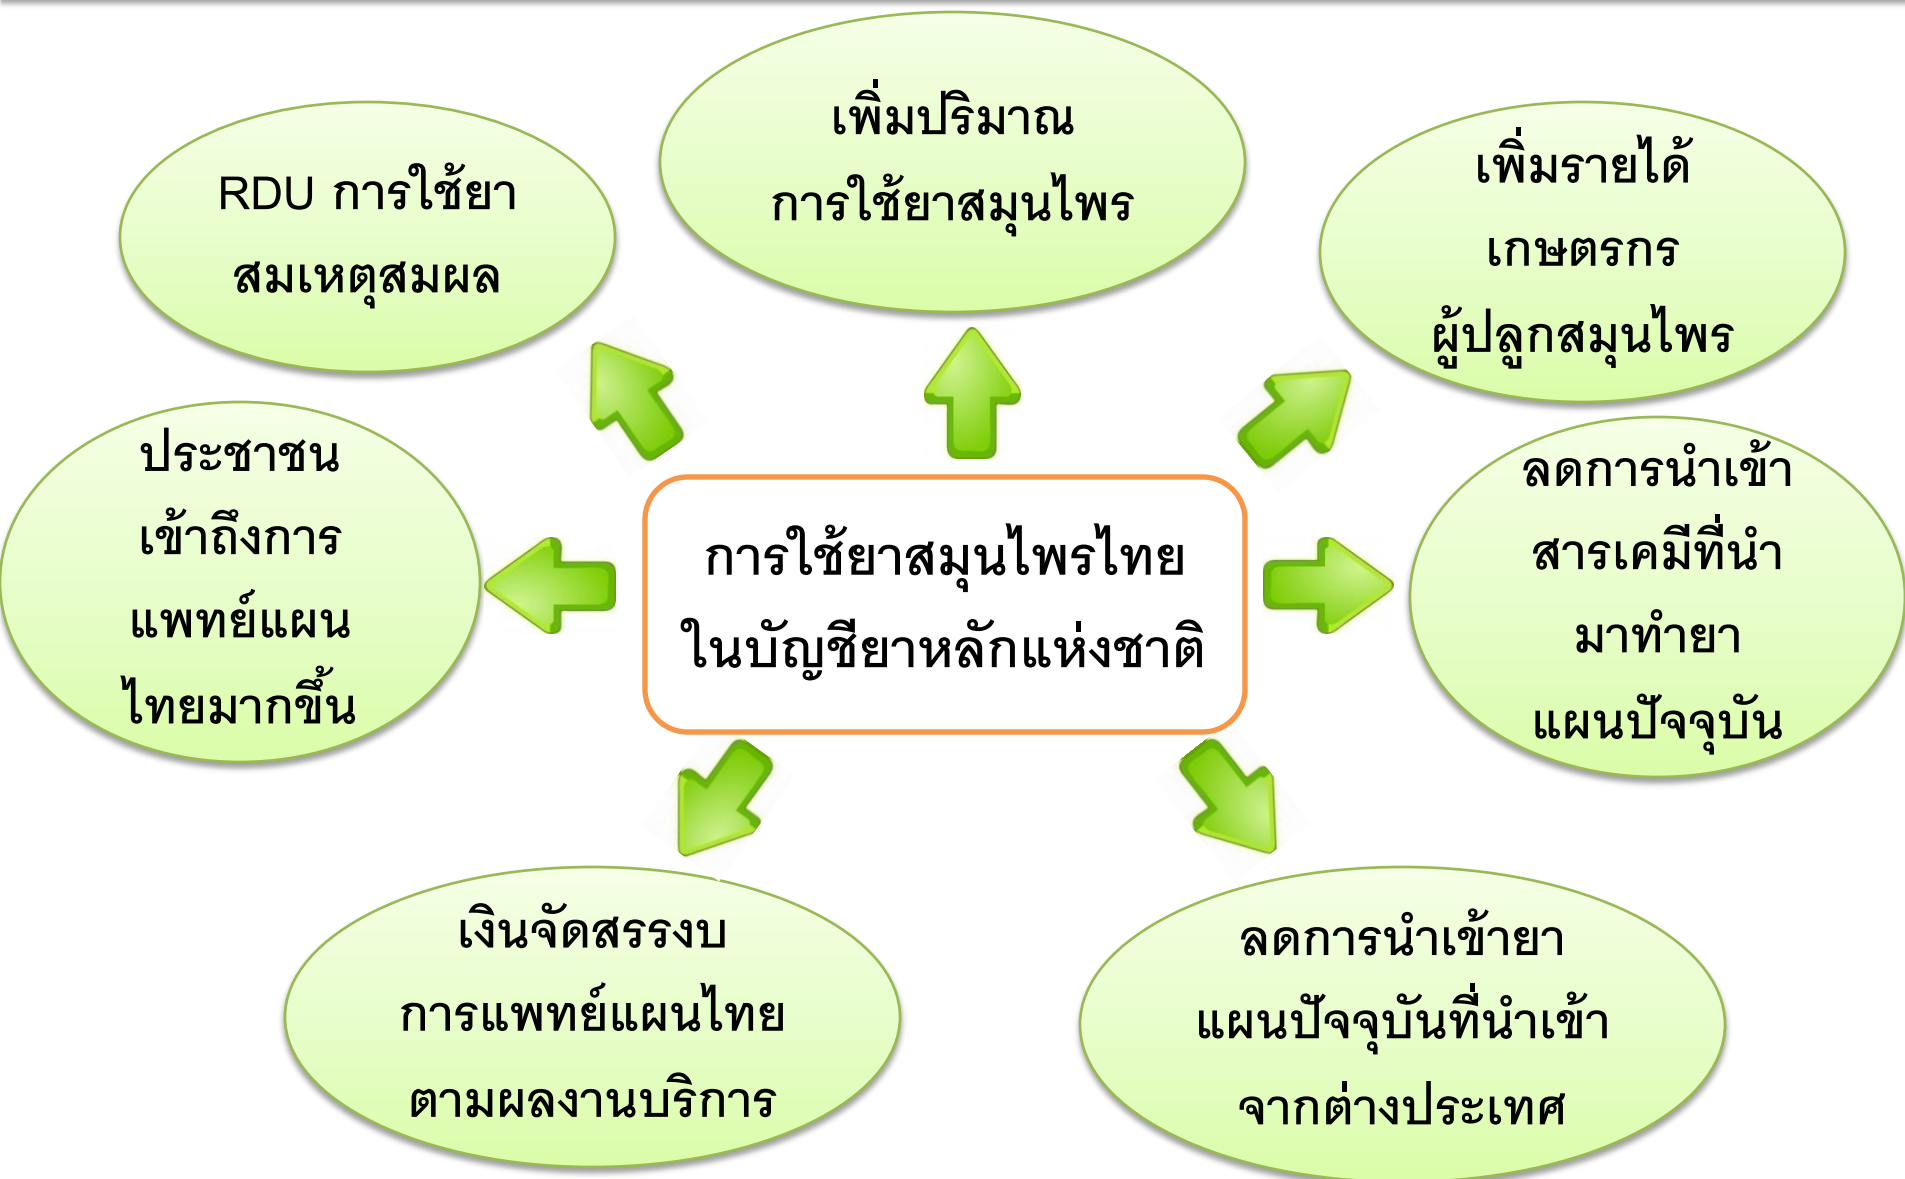 เพิ่มปริมาณ
การใช้ยาสมุนไพร
RDU การใช้ยา
สมเหตุสมผล
เพิ่มรายได้
เกษตรกร
ผู้ปลูกสมุนไพร
ประชาชน
เข้าถึงการ
แพทย์แผน
ไทยมากขึ้น
การใช้ยาสมุนไพรไทย
ในบัญชียาหลักแห่งชาติ
ลดการนำเข้า
สารเคมีที่นำ
มาทำยา
แผนปัจจุบัน
เงินจัดสรรงบ
การแพทย์แผนไทย
ตามผลงานบริการ
ลดการนำเข้ายา
แผนปัจจุบันที่นำเข้า
จากต่างประเทศ